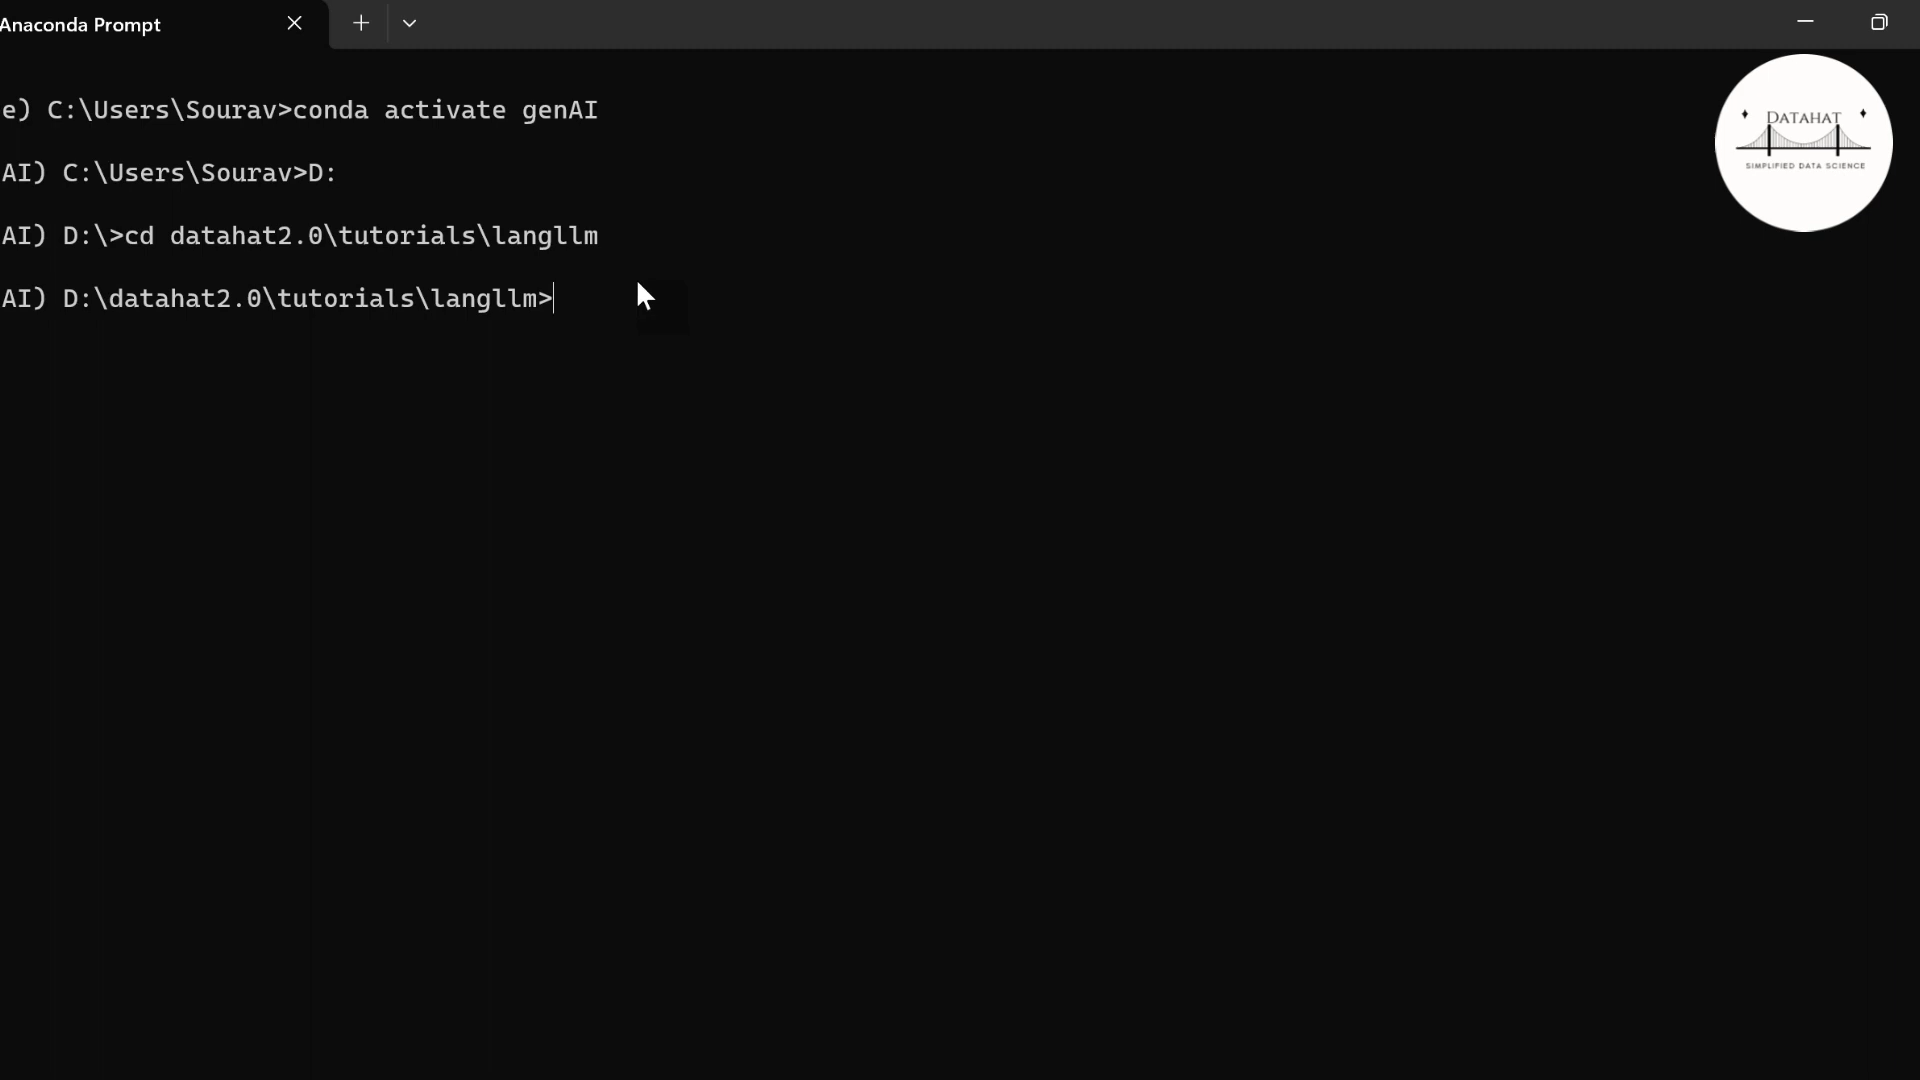 Anaconda Prompt
e) C:\Users\Sourav>conda activate genAI
AI) C:\Users\Sourav>D:
AI) D:\>cd datahat2.0\tutorials\langllm
AI) D:\datahat2.0\tutorials\langllm>
DATAHAT
SIMPLIFIED DATA SCIENCE